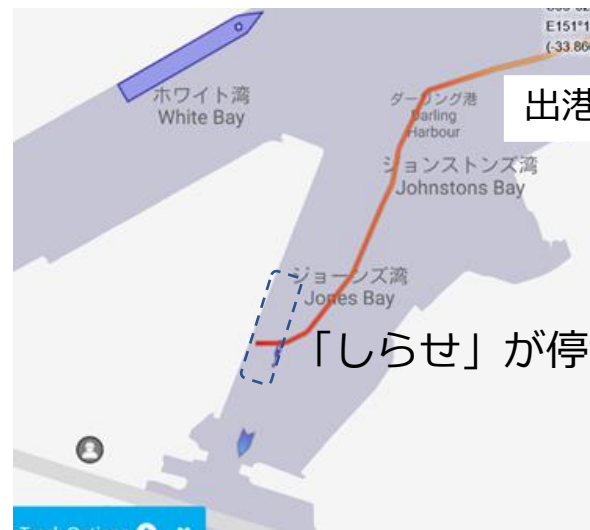 E151°1
(-33.86
ホワイト湾
White Bay
ダーリング港
Darling
Harbour
出港
ジョンストンズ湾
Johnstons Bay
ジョーンズ湾
Jones Bay
「しらせ」が停